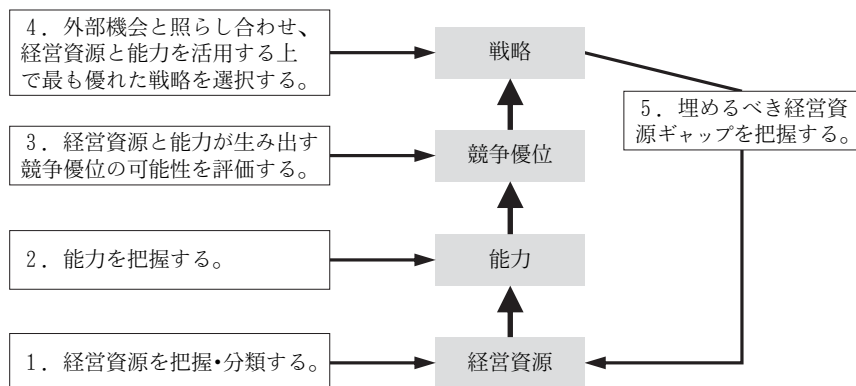 4. 外部機会と照らし合わせ、
経営資源と能力を活用する上
で最も優れた戦略を選択する。
戦略
5. 埋めるべき経営資
源ギャップを把握する。
3. 経営資源と能力が生み出す
競争優位の可能性を評価する。
競争優位
2. 能力を把握する。
能力
1. 経営資源を把握・分類する。
経営資源